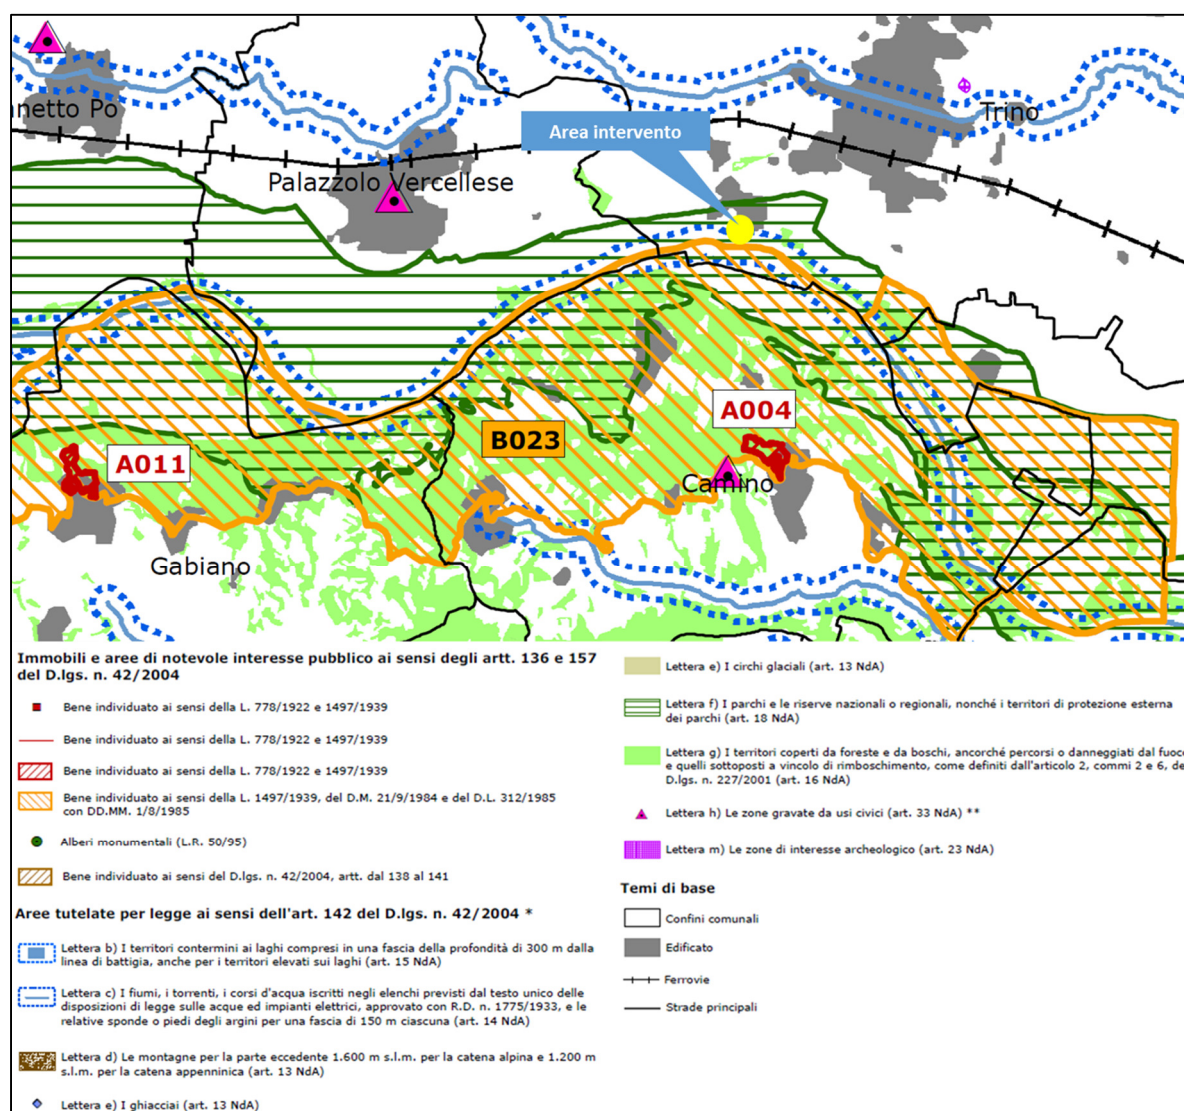 Area intervento
nnetto Po
Trino
Palazzolo Vercellese
A004
B023
A011
Camino
Gabiano
Immobili e aree di notevole interesse pubblico ai sensi degli artt. 136 e 157
del D.lgs. n. 42/2004
Bene individuato ai sensi della L. 778/1922 e 1497/1939
Bene individuato ai sensi della L. 778/1922 e 1497/1939
Bene individuato ai sensi della L. 778/1922 e 1497/1939
Bene individuato ai sensi della L. 1497/1939, del D.M. 21/9/1984 e del D.L. 312/1985
con DD.MM. 1/8/1985
Alberi monumentali (L.R. 50/95)
Bene individuato ai sensi del D.lgs. n. 42/2004, artt. dal 138 al 141
Aree tutelate per legge ai sensi dell'art. 142 del D.lgs. n. 42/2004 *
Lettera b) I territori contermini ai laghi compresi in una fascia della profondità di 300 m dalla
linea di battigia, anche per i territori elevati sui laghi (art. 15 NdA)
Lettera c) I fiumi, i torrenti, i corsi d'acqua iscritti negli elenchi previsti dal testo unico delle
disposizioni di legge sulle acque ed impianti elettrici, approvato con R.D. n. 1775/1933, e le
relative sponde o piedi degli argini per una fascia di 150 m ciascuna (art. 14 NdA)
Lettera d) Le montagne per la parte eccedente 1.600 m s.l.m. per la catena alpina e 1.200 m
s.l.m. per la catena appenninica (art. 13 NdA)
Lettera e) I ghiacciai (art. 13 NdA)
Lettera e) I circhi glaciali (art. 13 NdA)
Lettera f) I parchi e le riserve nazionali o regionali, nonché i territori di protezione esterna
dei parchi (art. 18 NdA)
Lettera g) I territori coperti da foreste e da boschi, ancorché percorsi o danneggiati dal fuoco
e quelli sottoposti a vincolo di rimboschimento, come definiti dall'articolo 2, commi 2 e 6, de
D.lgs. n. 227/2001 (art. 16 NdA)
Lettera h) Le zone gravate da usi civici (art. 33 NdA) **
Lettera m) Le zone di interesse archeologico (art. 23 NdA)
Temi di base
Confini comunali
Edificato
Ferrovie
Strade principali